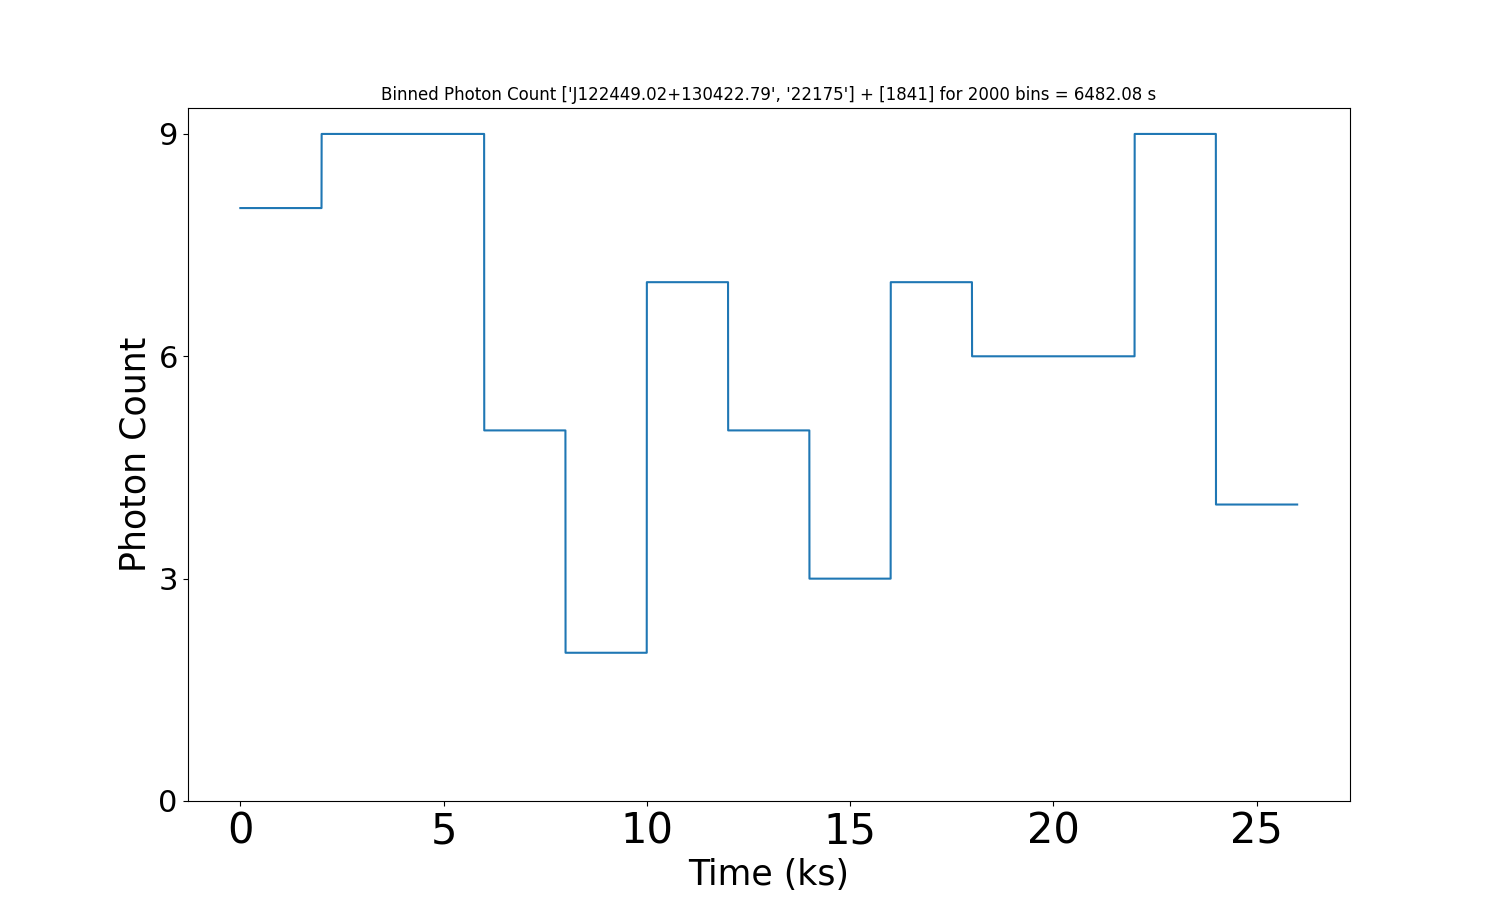 Binned Photon Count ['J122449.02+130422.79', '22175'] + [1841] for 2000 bins = 6482.08 s
9
6
3
0
Photon Count
0 5 10 15 20 25
Time (ks)